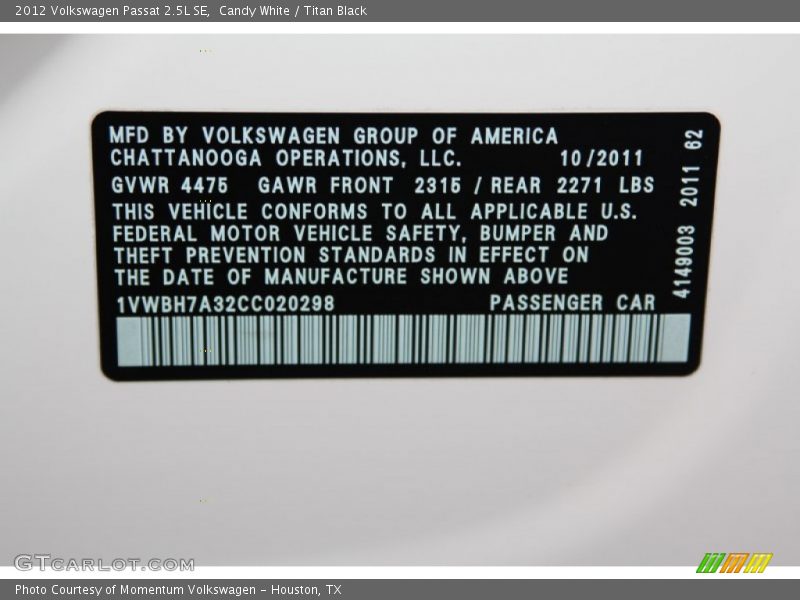 2012 Volkswagen Passat 2.5L SE,  Candy White / Titan Black
MFD BY VOLKSWAGEN GROUP OF AMERICA
CHATTANOOGA OPERATIONS, LLC. 10/2011
GVWR 4475 GAWR FRONT 2315 / REAR 2271 LBS
THIS VEHICLE CONFORMS TO ALL APPLICABLE U.S.
FEDERAL MOTOR VEHICLE SAFETY, BUMPER AND
THEFT PREVENTION STANDARDS IN EFFECT ON
THE DATE OF MANUFACTURE SHOWN ABOVE
1VWBH7A32CC020298 PASSENGER CAR
4149003 2011 62
GTCARLOT.COM
Photo Courtesy of Momentum Volkswagen - Houston, TX